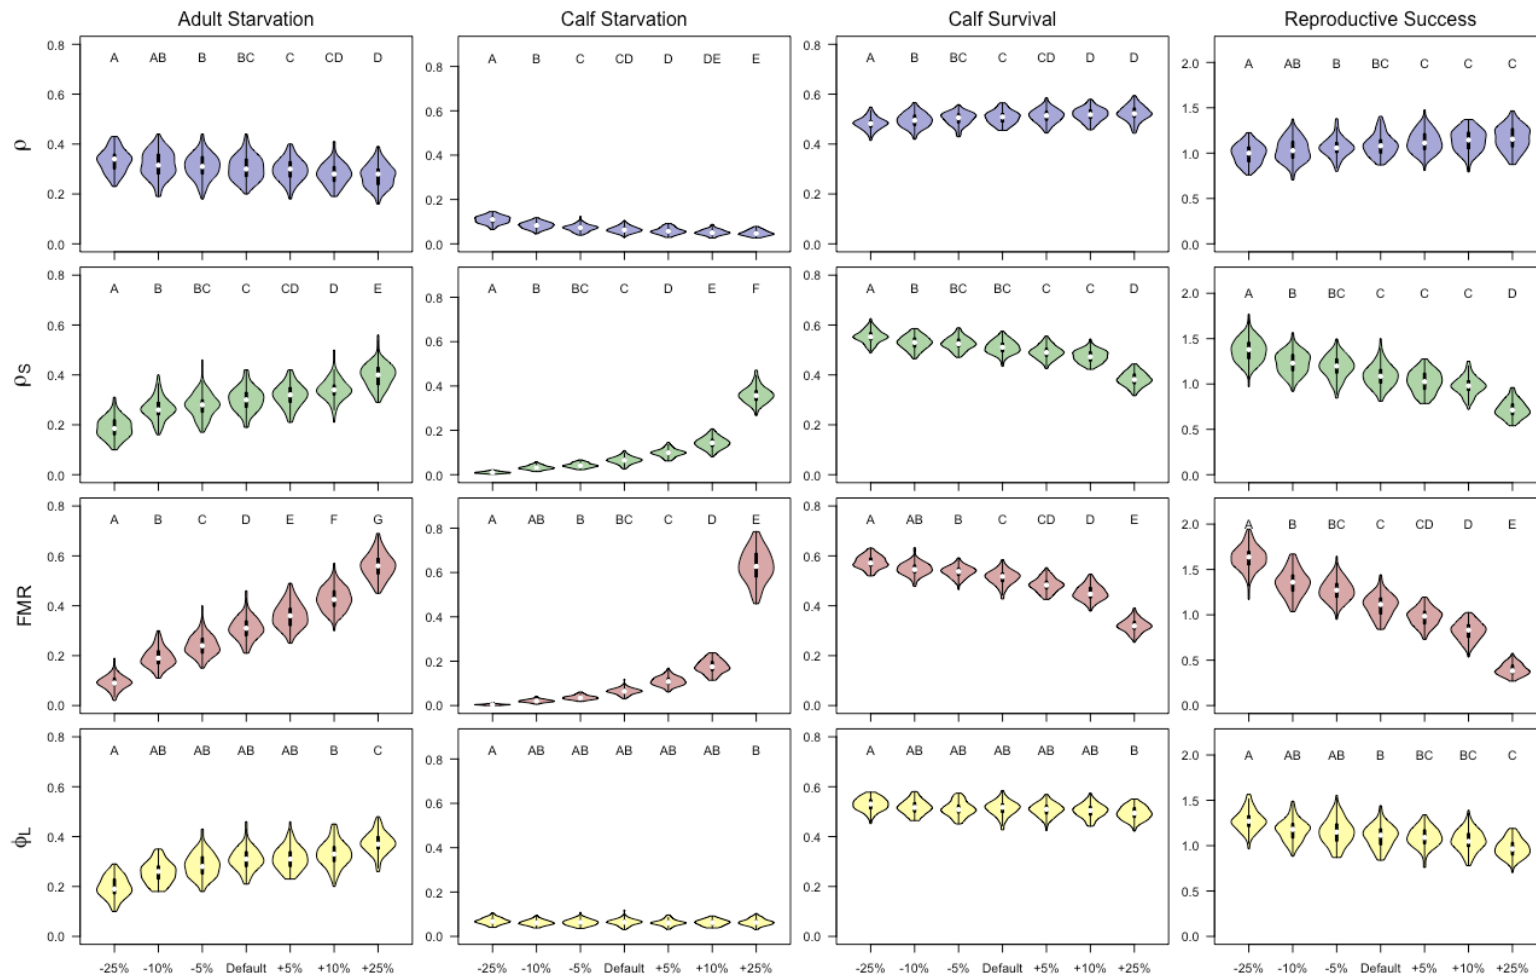 Adult Starvation Calf Starvation Calf Survival Reproductive Success
ρ
0.8 0.6 0.4 0.2 0.0
A AB B BC C CD D
0.8 0.6 0.4 0.2 0.0
A B C CD D DE E
0.8 0.6 0.4 0.2 0.0
A B BC C CD D D
2.0 1.5 1.0 0.5 0.0
A AB B BC C C C
ρS
0.8 0.6 0.4 0.2 0.0
A B BC C CD D E
0.8 0.6 0.4 0.2 0.0
A B BC C D E F
0.8 0.6 0.4 0.2 0.0
A B BC BC C C D
2.0 1.5 1.0 0.5 0.0
A B BC C C C D
FMR
0.8 0.6 0.4 0.2 0.0
A B C D E F G
0.8 0.6 0.4 0.2 0.0
A AB B BC C D E
0.8 0.6 0.4 0.2 0.0
A AB B C CD D E
2.0 1.5 1.0 0.5 0.0
A B BC C CD D E
ϕL
0.8 0.6 0.4 0.2 0.0
A AB AB AB AB B C
0.8 0.6 0.4 0.2 0.0
A AB AB AB AB AB B
0.8 0.6 0.4 0.2 0.0
A AB AB AB AB AB B
2.0 1.5 1.0 0.5 0.0
A AB AB B BC BC C
-25% -10% -5% Default +5% +10% +25%
-25% -10% -5% Default +5% +10% +25%
-25% -10% -5% Default +5% +10% +25%
-25% -10% -5% Default +5% +10% +25%